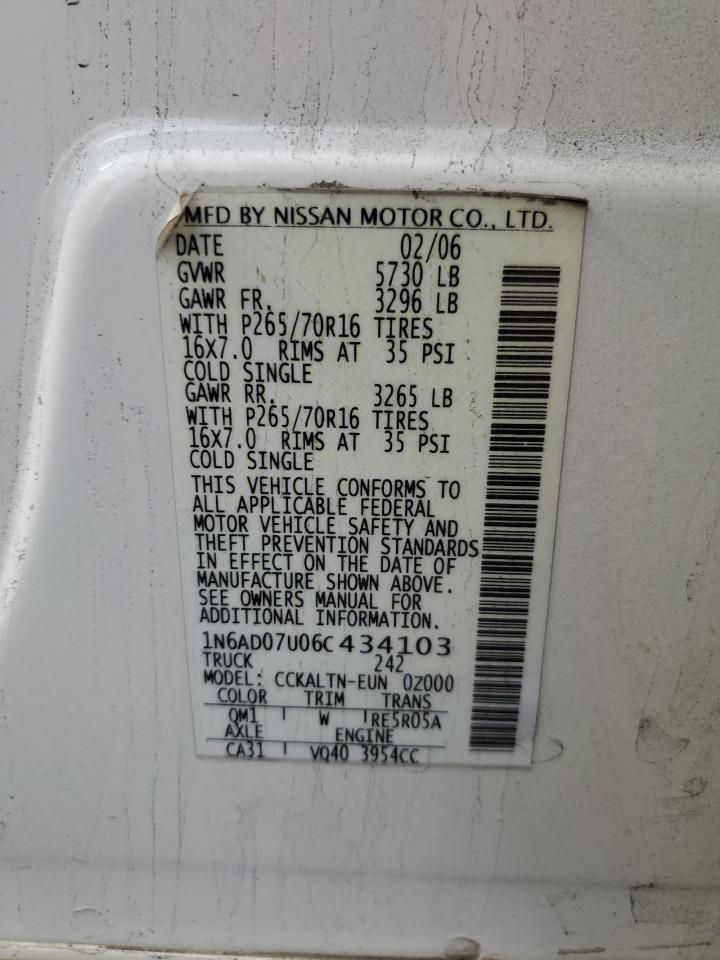 MFD BY NISSAN MOTOR CO., LTD.
DATE 02/06
GVWR 5730 LB
GAWR FR. 3296 LB
WITH P265/70R16 TIRES
16X7.0 RIMS AT 35 PSI
COLD SINGLE
GAWR RR. 3265 LB
WITH P265/70R16 TIRES
16X7.0 RIMS AT 35 PSI
COLD SINGLE
THIS VEHICLE CONFORMS TO
ALL APPLICABLE FEDERAL
MOTOR VEHICLE SAFETY AND
THEFT PREVENTION STANDARDS
IN EFFECT ON THE DATE OF
MANUFACTURE SHOWN ABOVE.
SEE OWNERS MANUAL FOR
ADDITIONAL INFORMATION.
1N6AD07U06C434103
TRUCK 242
MODEL: CCKALTN-EUN 0Z000
COLOR TRIM TRANS
QM1 W RE5R05A
AXLE ENGINE
CA31 VQ40 3954CC